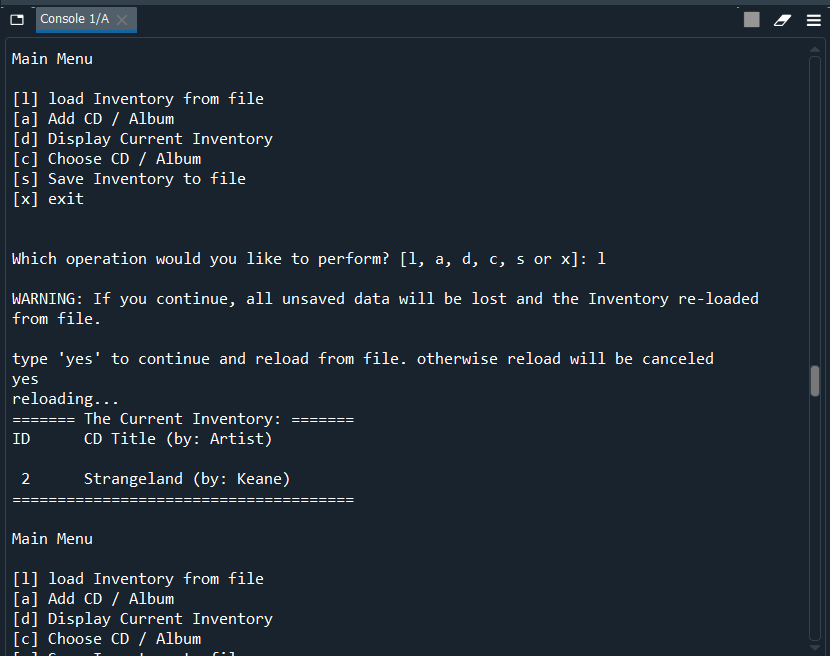 Console 1/A
Main Menu
[l] load Inventory from file
[a] Add CD / Album
[d] Display Current Inventory
[c] Choose CD / Album
[s] Save Inventory to file
[x] exit
Which operation would you like to perform? [l, a, d, c, s or x]: l
WARNING: If you continue, all unsaved data will be lost and the Inventory re-loaded
from file.
type 'yes' to continue and reload from file. otherwise reload will be canceled
yes
reloading...
======= The Current Inventory: =======
ID      CD Title (by: Artist)
2      Strangeland (by: Keane)
======================================
Main Menu
[l] load Inventory from file
[a] Add CD / Album
[d] Display Current Inventory
[c] Choose CD / Album